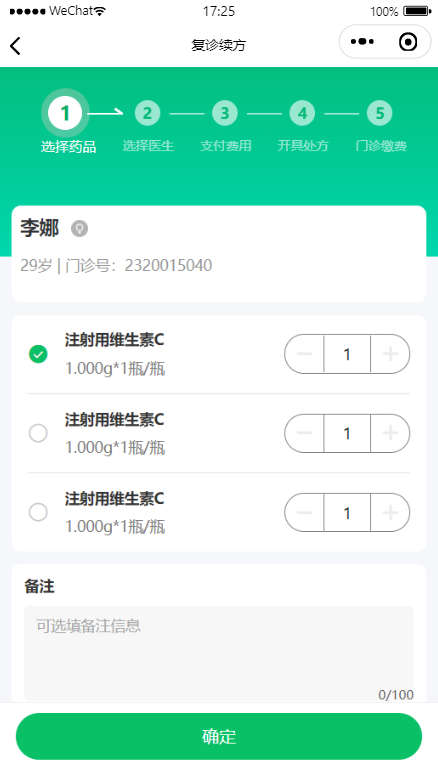 WeChat 17:25 100%
复诊续方
1 2 3 4 5
选择药品 选择医生 支付费用 开具处方 门诊缴费
李娜
29岁 | 门诊号：2320015040
注射用维生素C
1.000g*1瓶/瓶
1
注射用维生素C
1.000g*1瓶/瓶
1
注射用维生素C
1.000g*1瓶/瓶
1
备注
可选填备注信息
0/100
确定